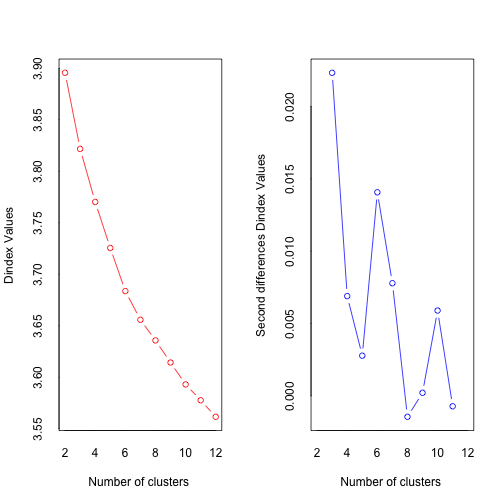 Dindex Values
3.90
3.85
3.80
3.75
3.70
3.65
3.60
3.55
2 4 6 8 10 12
Number of clusters
Second differences Dindex Values
0.020
0.015
0.010
0.005
0.000
2 4 6 8 10 12
Number of clusters